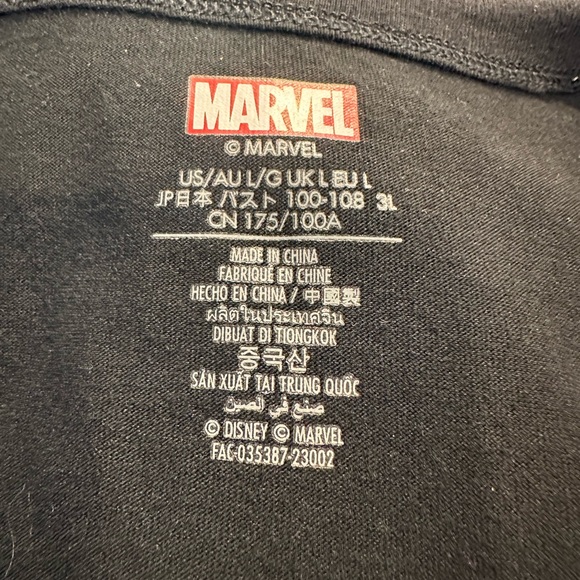 MARVEL
© MARVEL
US/AU L/G UK L EU L
JP日本 バスト 100-108 3L
CN 175/100A
MADE IN CHINA
FABRIQUE EN CHINE
HECHO EN CHINA / 中國製
ผลิตในประเทศจีน
DIBUAT DI TIONGKOK
중국산
SẢN XUẤT TẠI TRUNG QUỐC
صنع في الصين
© DISNEY © MARVEL
FAC-035387-23002